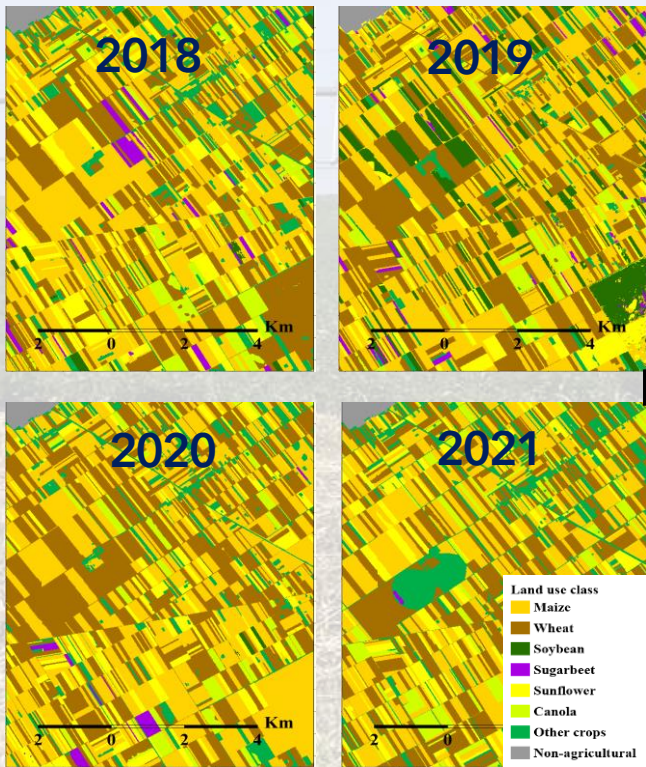 2018
2019
2 0 2 4 Km
2 0 2 4 Km
2020
2021
2 0 2 4 Km
2 0
Land use class
Maize
Wheat
Soybean
Sugarbeet
Sunflower
Canola
Other crops
Non-agricultural